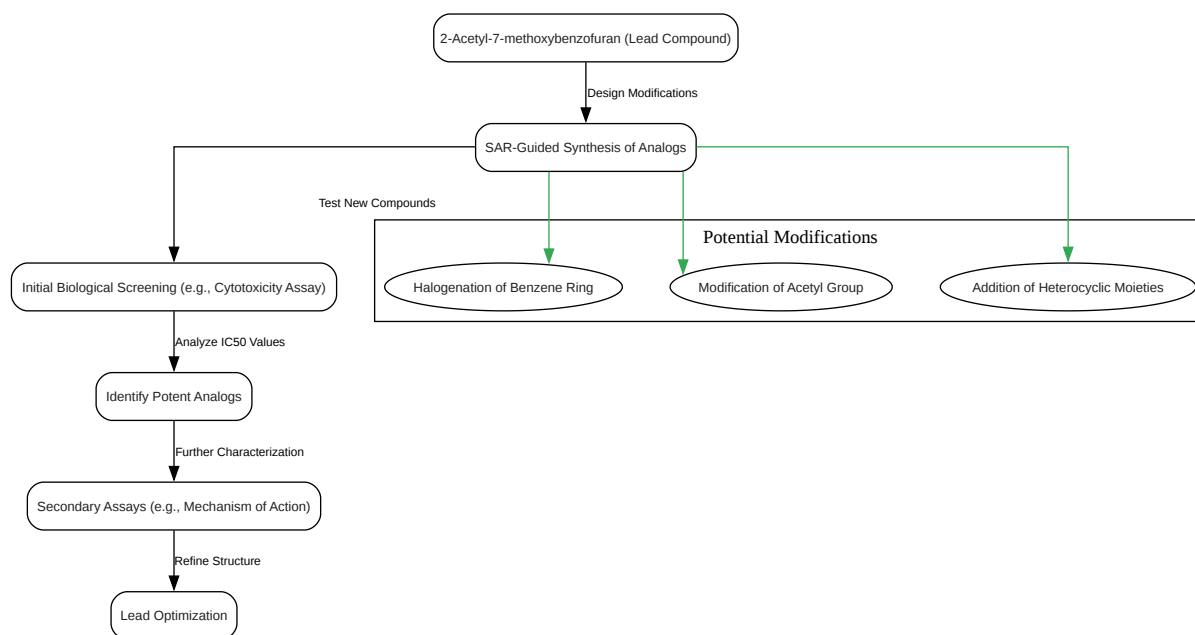 2-Acetyl-7-methoxybenzofuran (Lead Compound)
Design Modifications
SAR-Guided Synthesis of Analogs
Test New Compounds
Potential Modifications
Initial Biological Screening (e.g., Cytotoxicity Assay)
Halogenation of Benzene Ring
Modification of Acetyl Group
Addition of Heterocyclic Moieties
Analyze IC50 Values
Identify Potent Analogs
Further Characterization
Secondary Assays (e.g., Mechanism of Action)
Refine Structure
Lead Optimization